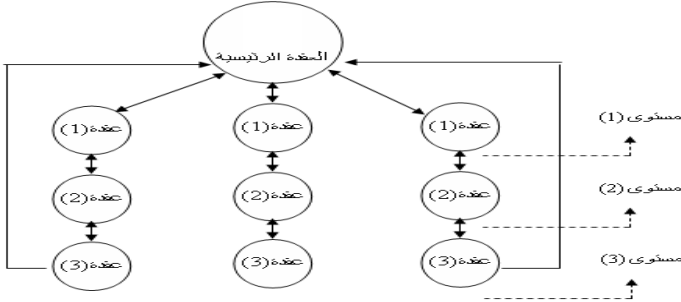 العقدة الرئيسية
عقدة(1)
عقدة(1)
عقدة(1)
مستوى (1)
عقدة(2)
عقدة(2)
عقدة(2)
مستوى (2)
عقدة(3)
عقدة(3)
عقدة(3)
مستوى (3)